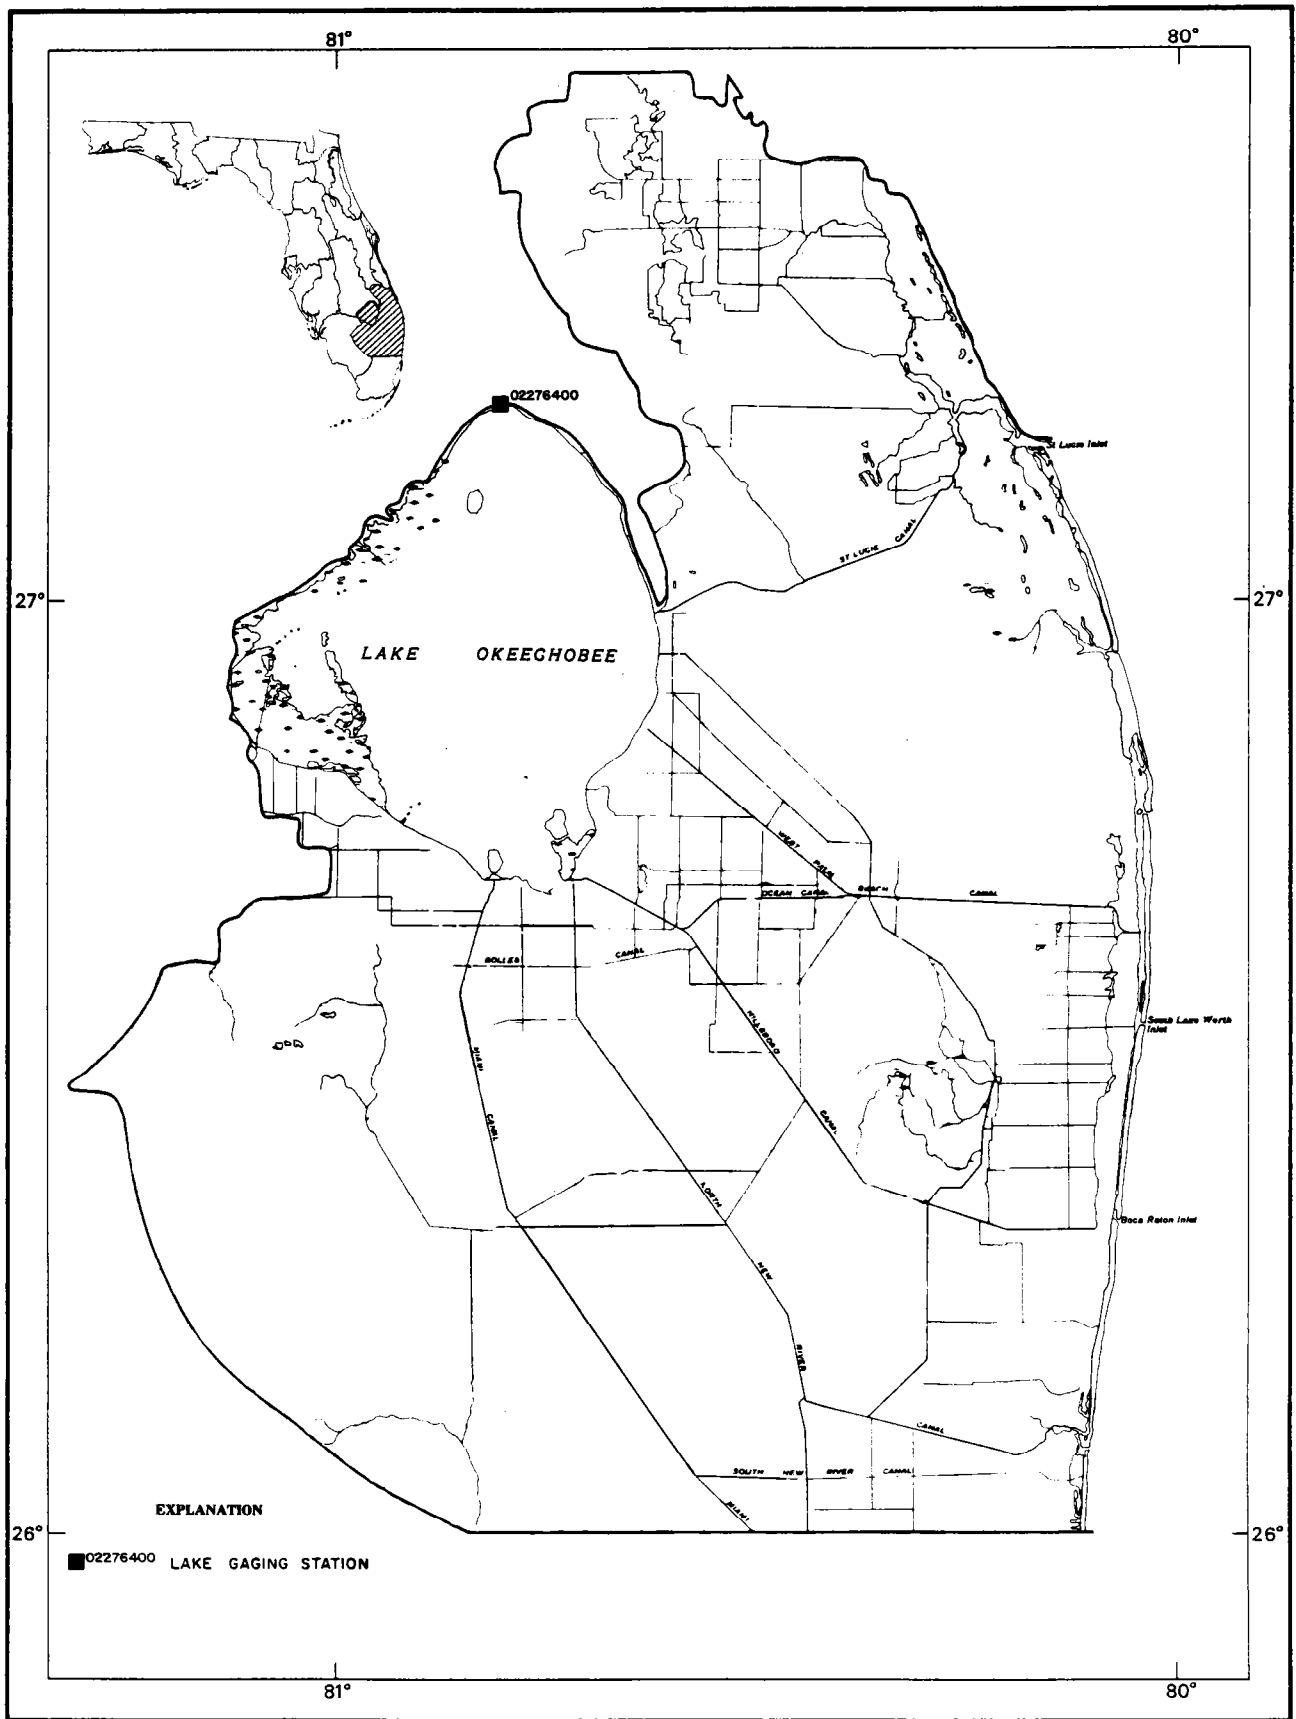 81°
80°
02276400
St Lucie Inlet
ST LUCIE CANAL
27°
27°
LAKE OKEECHOBEE
WEST PALM BEACH CANAL
OCEAN CANAL
BOLLES CANAL
HILLSBORO CANAL
South Lake Worth
Inlet
MIAMI CANAL
NORTH NEW RIVER CANAL
Boca Raton Inlet
SOUTH NEW RIVER CANAL
MIAMI
EXPLANATION
26°
26°
02276400 LAKE GAGING STATION
81°
80°